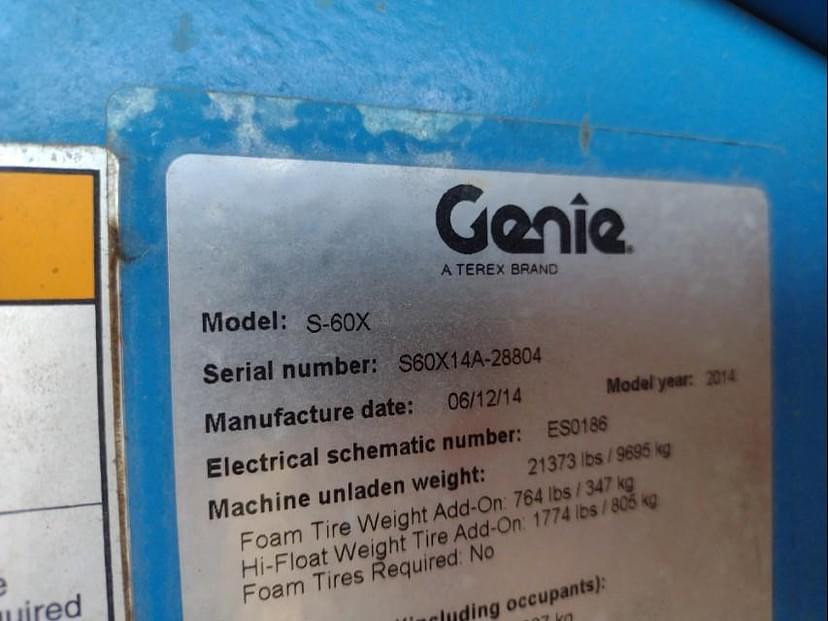 Genie
A TEREX BRAND
Model: S-60X
Serial number: S60X14A-28804
Manufacture date: 06/12/14 Model year: 2014
Electrical schematic number: ES0186
Machine unladen weight: 21373 lbs / 9695 kg
Foam Tire Weight Add-On: 764 lbs / 347 kg
Hi-Float Weight Tire Add-On: 1774 lbs / 805 kg
Foam Tires Required: No
including occupants):
kg